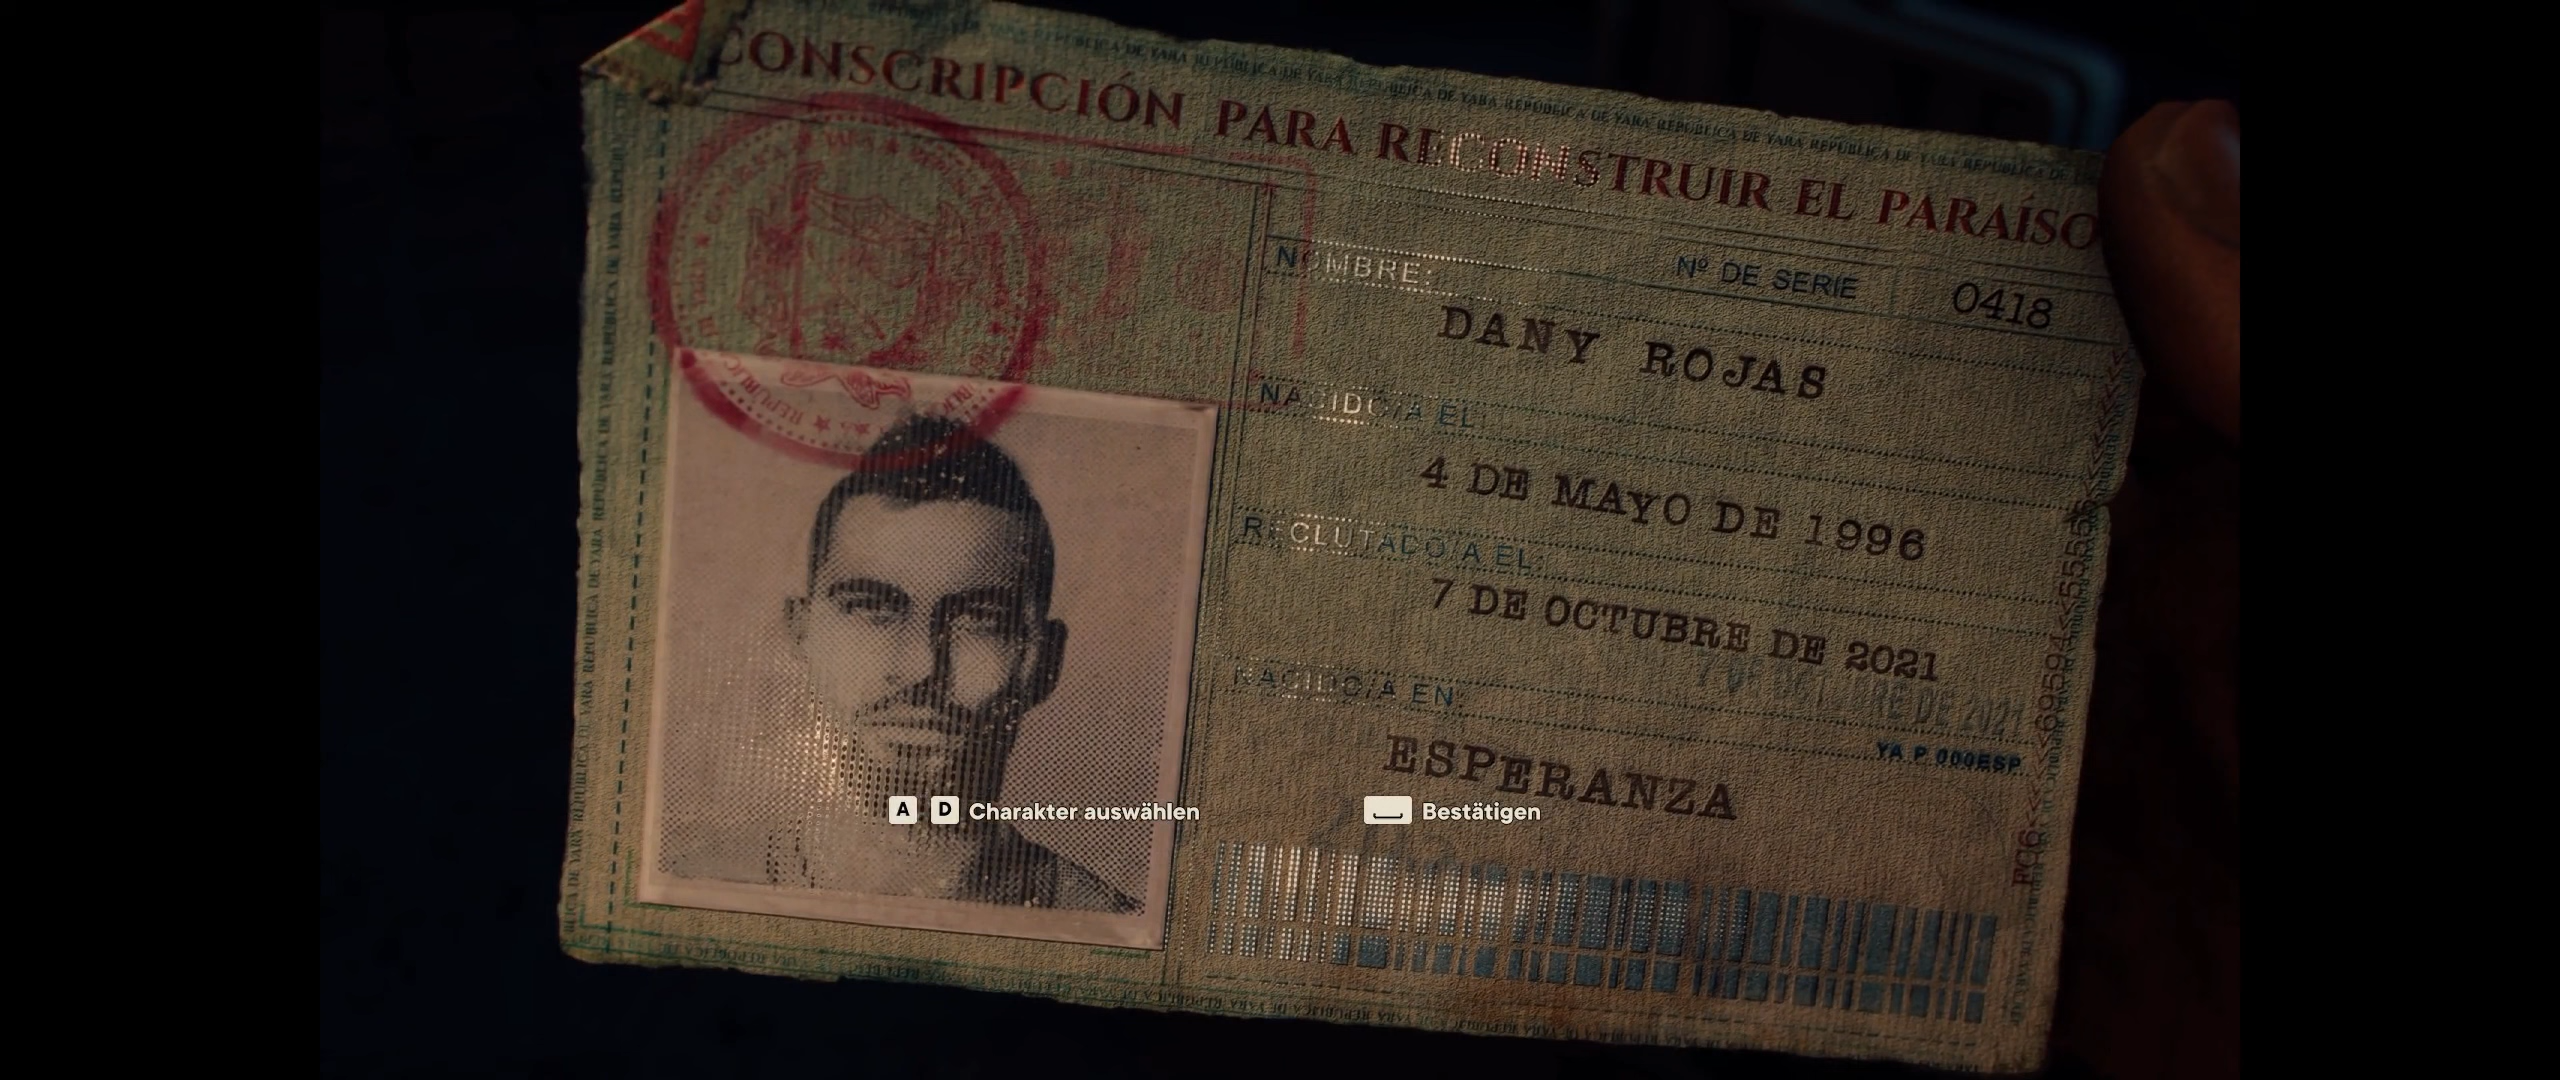 CONSCRIPCIÓN PARA RECONSTRUIR EL PARAÍSO
NOMBRE:
Nº DE SERIE
0418
DANY ROJAS
NACIDO/A EL
4 DE MAYO DE 1996
RECLUTADO/A EL:
7 DE OCTUBRE DE 2021
7 DE OCTUBRE DE 2021
NACIDO/A EN:
YA P 000ESP
ESPERANZA
A D Charakter auswählen
Bestätigen